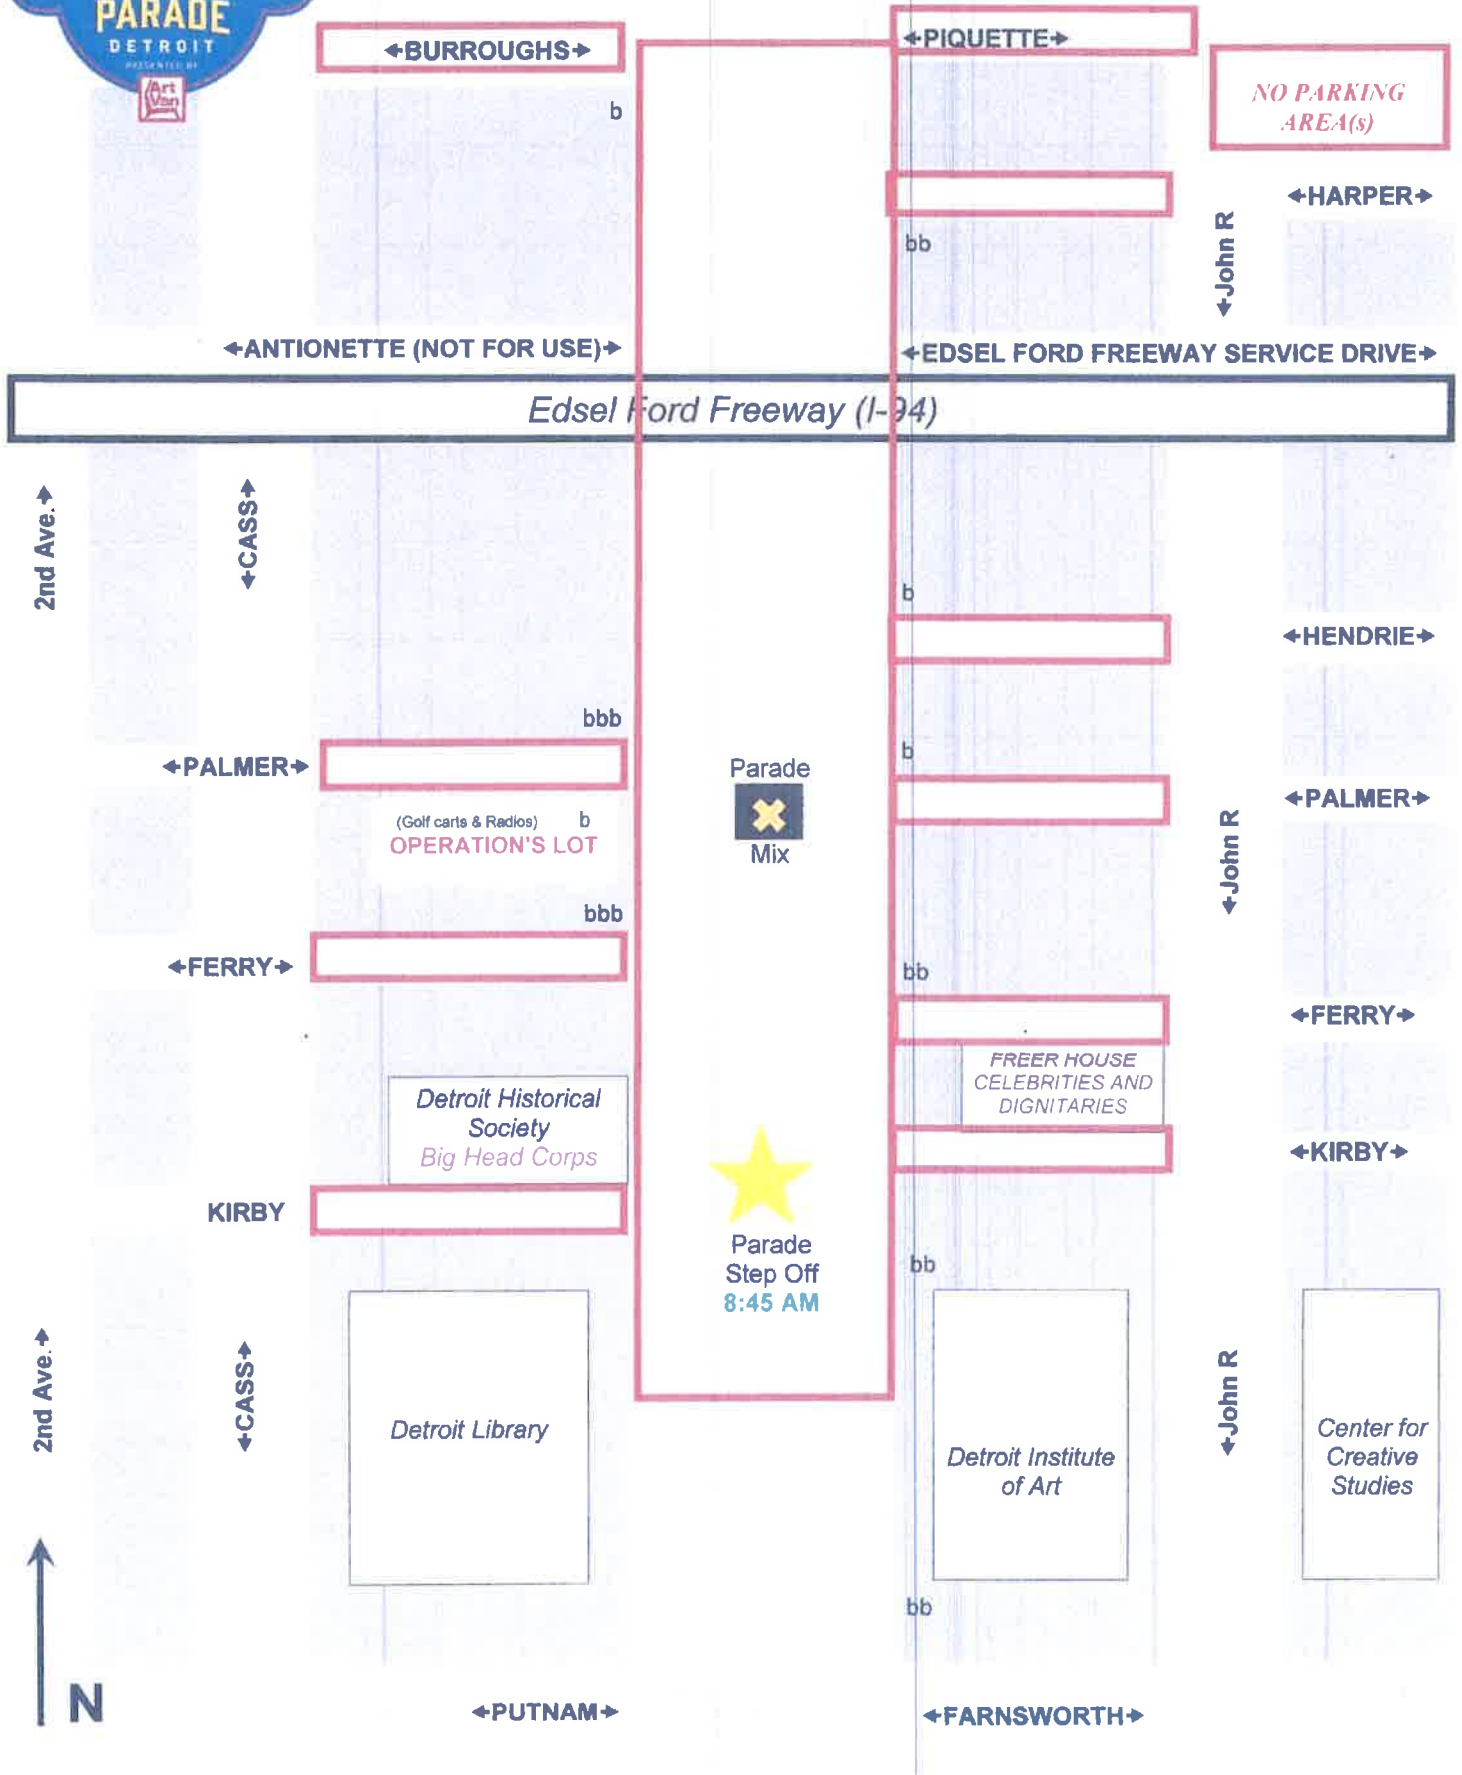 PARADE
DETROIT
PRESENTED BY
Art
Van
BURROUGHS
PIQUETTE
NO PARKING
AREA(s)
b
HARPER
bb
John R
ANTIONETTE (NOT FOR USE)
EDSEL FORD FREEWAY SERVICE DRIVE
Edsel Ford Freeway (I-94)
2nd Ave.
CASS
b
HENDRIE
bbb
b
PALMER
Parade
Mix
PALMER
(Golf carts & Radios) b
OPERATION'S LOT
John R
bbb
FERRY
bb
FERRY
FREER HOUSE
CELEBRITIES AND
DIGNITARIES
Detroit Historical
Society
Big Head Corps
KIRBY
KIRBY
Parade
Step Off
8:45 AM
bb
2nd Ave.
CASS
Detroit Library
Detroit Institute
of Art
John R
Center for
Creative
Studies
bb
N
PUTNAM
FARNSWORTH